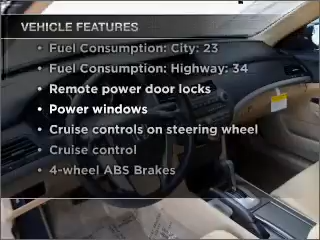 VEHICLE FEATURES
• Fuel Consumption: City: 23
• Fuel Consumption: Highway: 34
• Remote power door locks
• Power windows
• Cruise controls on steering wheel
• Cruise control
• 4-wheel ABS Brakes